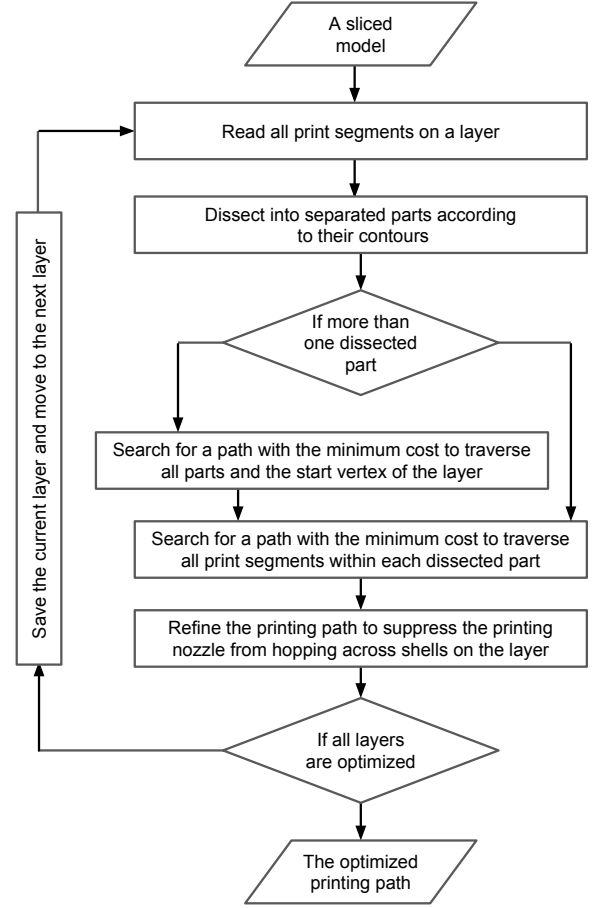 A sliced
model
Read all print segments on a layer
Dissect into separated parts according
to their contours
If more than
one dissected
part
Search for a path with the minimum cost to traverse
all parts and the start vertex of the layer
Search for a path with the minimum cost to traverse
all print segments within each dissected part
Refine the printing path to suppress the printing
nozzle from hopping across shells on the layer
If all layers
are optimized
Save the current layer and move to the next layer
The optimized
printing path